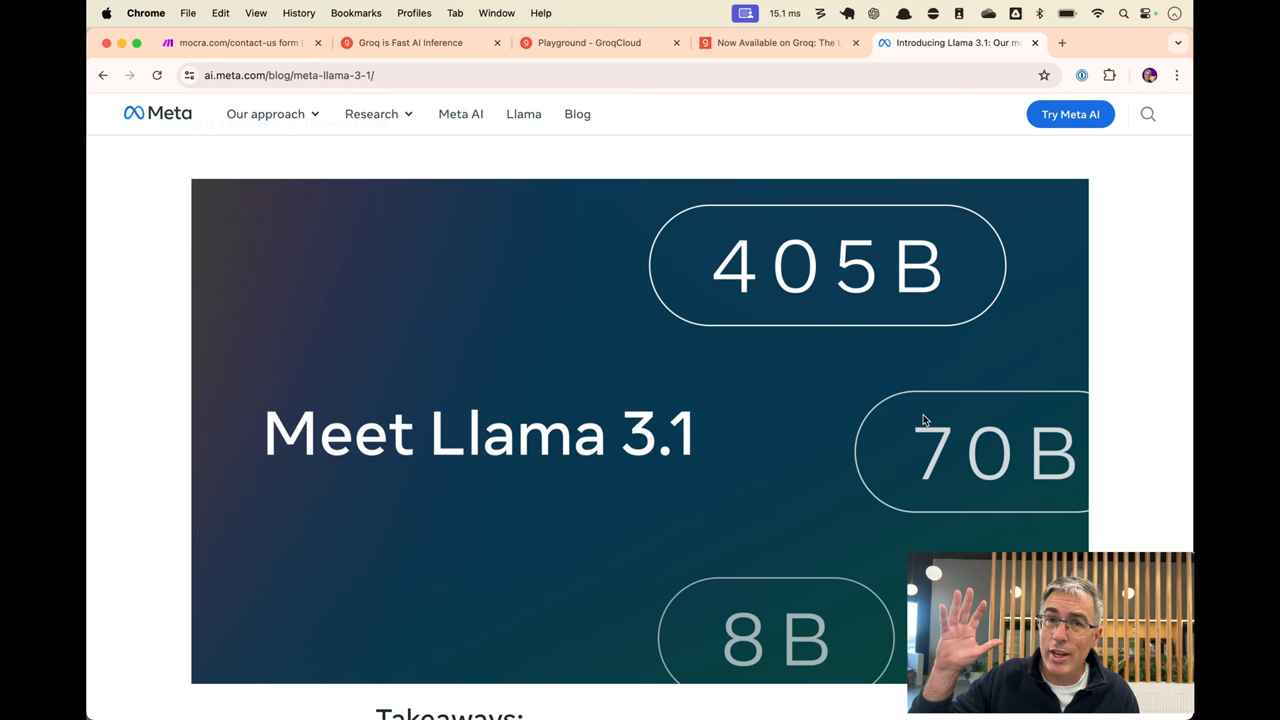 Chrome File Edit View History Bookmarks Profiles Tab Window Help 15.1 ms
mocra.com/contact-us form Groq is Fast AI Inference Playground - GroqCloud Now Available on Groq: The L Introducing Llama 3.1: Our m
ai.meta.com/blog/meta-llama-3-1/
Meta Our approach Research Meta AI Llama Blog Try Meta AI
405B
Meet Llama 3.1
70B
8B
Takeaways: